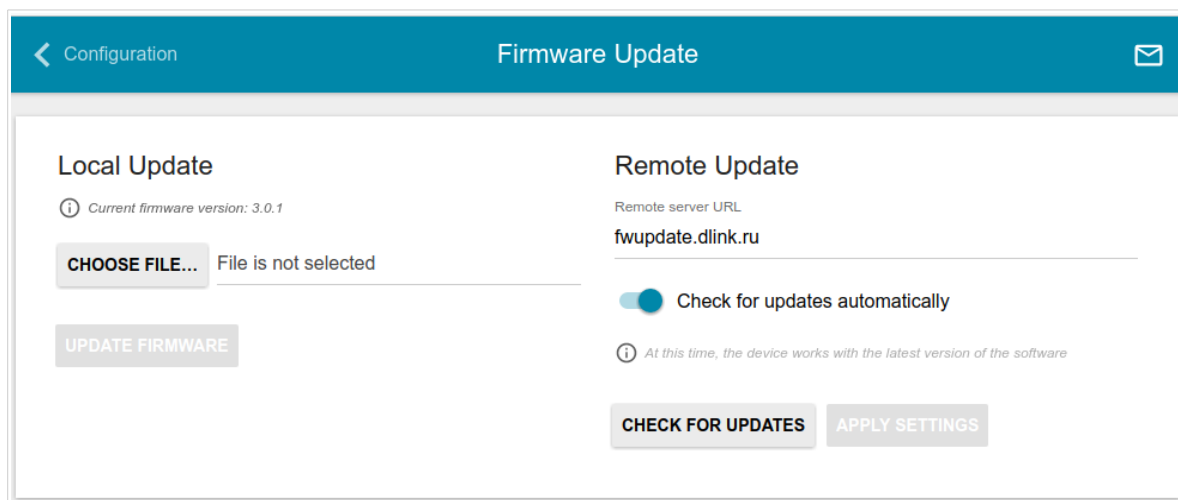 Configuration
Firmware Update
Local Update
Current firmware version: 3.0.1
CHOOSE FILE...
File is not selected
UPDATE FIRMWARE
Remote Update
Remote server URL
fwupdate.dlink.ru
Check for updates automatically
At this time, the device works with the latest version of the software
CHECK FOR UPDATES
APPLY SETTINGS